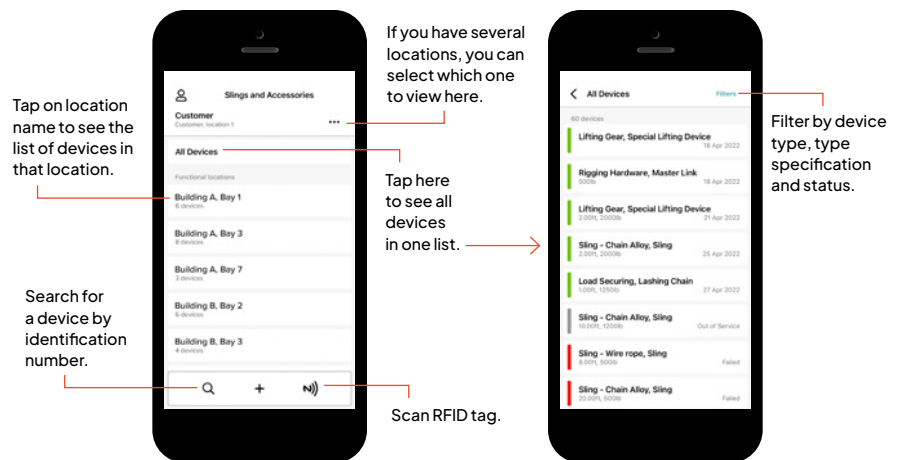 Tap on location
name to see the
list of devices in
that location.
Search for
a device by
identification
number.
Slings and Accessories
Customer
Customer, location 1
All Devices
Functional locations
Building A, Bay 1
6 devices
Building A, Bay 3
8 devices
Building A, Bay 7
3 devices
Building B, Bay 2
6 devices
Building B, Bay 3
4 devices
If you have several
locations, you can
select which one
to view here.
Tap here
to see all
devices
in one list.
Scan RFID tag.
All Devices
Filters
60 devices
Lifting Gear, Special Lifting Device
18 Apr 2022
Rigging Hardware, Master Link
500lb 18 Apr 2022
Lifting Gear, Special Lifting Device
2.00ft, 2000lb 21 Apr 2022
Sling - Chain Alloy, Sling
2.00ft, 2000lb 25 Apr 2022
Load Securing, Lashing Chain
1.00ft, 1250lb 27 Apr 2022
Sling - Chain Alloy, Sling
10.00ft, 1200lb Out of Service
Sling - Wire rope, Sling
8.00ft, 500lb Failed
Sling - Chain Alloy, Sling
20.00ft, 500lb Failed
Filter by device
type, type
specification
and status.